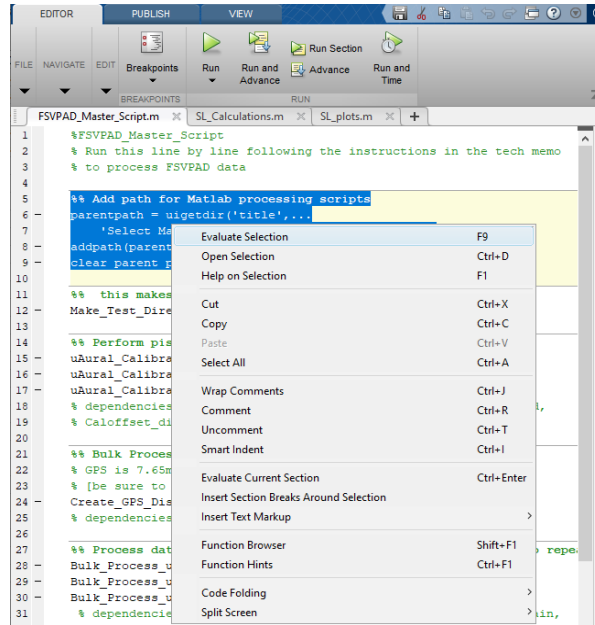 EDITOR PUBLISH VIEW
FILE NAVIGATE EDIT Breakpoints Run Run and Advance Run Section Advance Run and Time
BREAKPOINTS RUN
FSVPAD_Master_Script.m SL_Calculations.m SL_plots.m
1 %FSVPAD_Master_Script
2 % Run this line by line following the instructions in the tech memo
3 % to process FSVPAD data
4
5 %% Add path for Matlab processing scripts
6 – parentpath = uigetdir('title',...
7 'Select Ma
8 – addpath(parent
9 – clear parent p
10
11 %% this makes
12 – Make_Test_Dire
13
14 %% Perform pis
15 – uAural_Calibra
16 – uAural_Calibra
17 – uAural_Calibra
18 % dependencies
19 % Caloffset_di
20
21 %% Bulk Proces
22 % GPS is 7.65m
23 % [be sure to
24 – Create_GPS_Dis
25 % dependencies
26
27 %% Process dat repe
28 – Bulk_Process_u
29 – Bulk_Process_u
30 – Bulk_Process_u
31 % dependencie ain,
Evaluate Selection F9
Open Selection Ctrl+D
Help on Selection F1
Cut Ctrl+X
Copy Ctrl+C
Paste Ctrl+V
Select All Ctrl+A
Wrap Comments Ctrl+J
Comment Ctrl+R
Uncomment Ctrl+T
Smart Indent Ctrl+I
Evaluate Current Section Ctrl+Enter
Insert Section Breaks Around Selection
Insert Text Markup
Function Browser Shift+F1
Function Hints Ctrl+F1
Code Folding
Split Screen